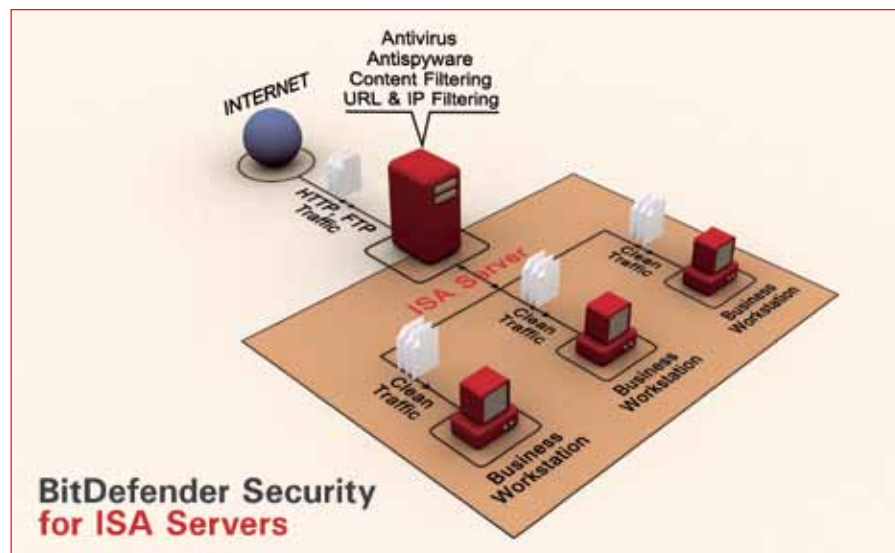 Antivirus
Antispyware
Content Filtering
URL & IP Filtering
INTERNET
HTTP, FTP
Traffic
ISA Server
Clean
Traffic
Business
Workstation
Clean
Traffic
Business
Workstation
Clean
Traffic
Business
Workstation
BitDefender Security
for ISA Servers